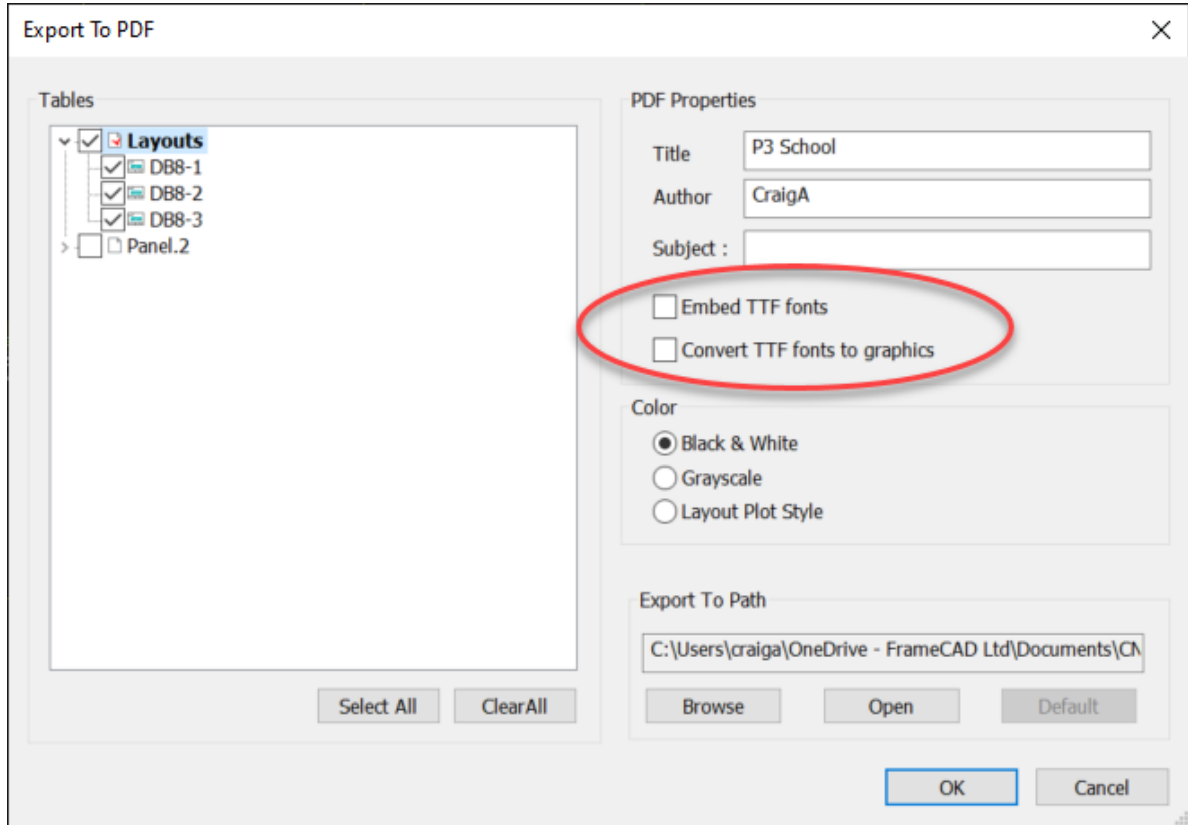 Export To PDF
Tables
Layouts
DB8-1
DB8-2
DB8-3
Panel.2
Select All
ClearAll
PDF Properties
Title
P3 School
Author
CraigA
Subject :
Embed TTF fonts
Convert TTF fonts to graphics
Color
Black & White
Grayscale
Layout Plot Style
Export To Path
C:\Users\craiga\OneDrive - FrameCAD Ltd\Documents\CN
Browse
Open
Default
OK
Cancel